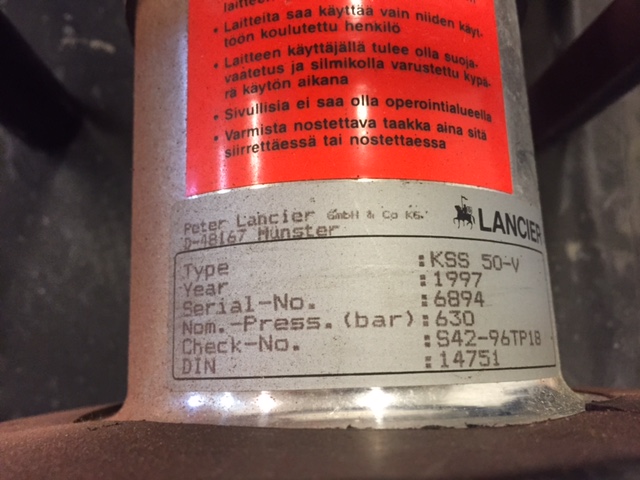 laitteen
• Laitteita saa käyttää vain niiden käyt-
töön koulutettu henkilö
• Laitteen käyttäjällä tulee olla suoja-
vaatetus ja silmikolla varustettu kypä-
rä käytön aikana
• Sivullisia ei saa olla operointialueella
• Varmista nostettava taakka aina sitä
siirrettäessä tai nostettaessa
Peter Lancier GmbH & Co KG.
D-48167 Münster
LANCIER
Type : KSS 50-V
Year : 1997
Serial-No. : 6894
Nom.-Press. (bar) : 630
Check-No. : S42-96TP18
DIN : 14751